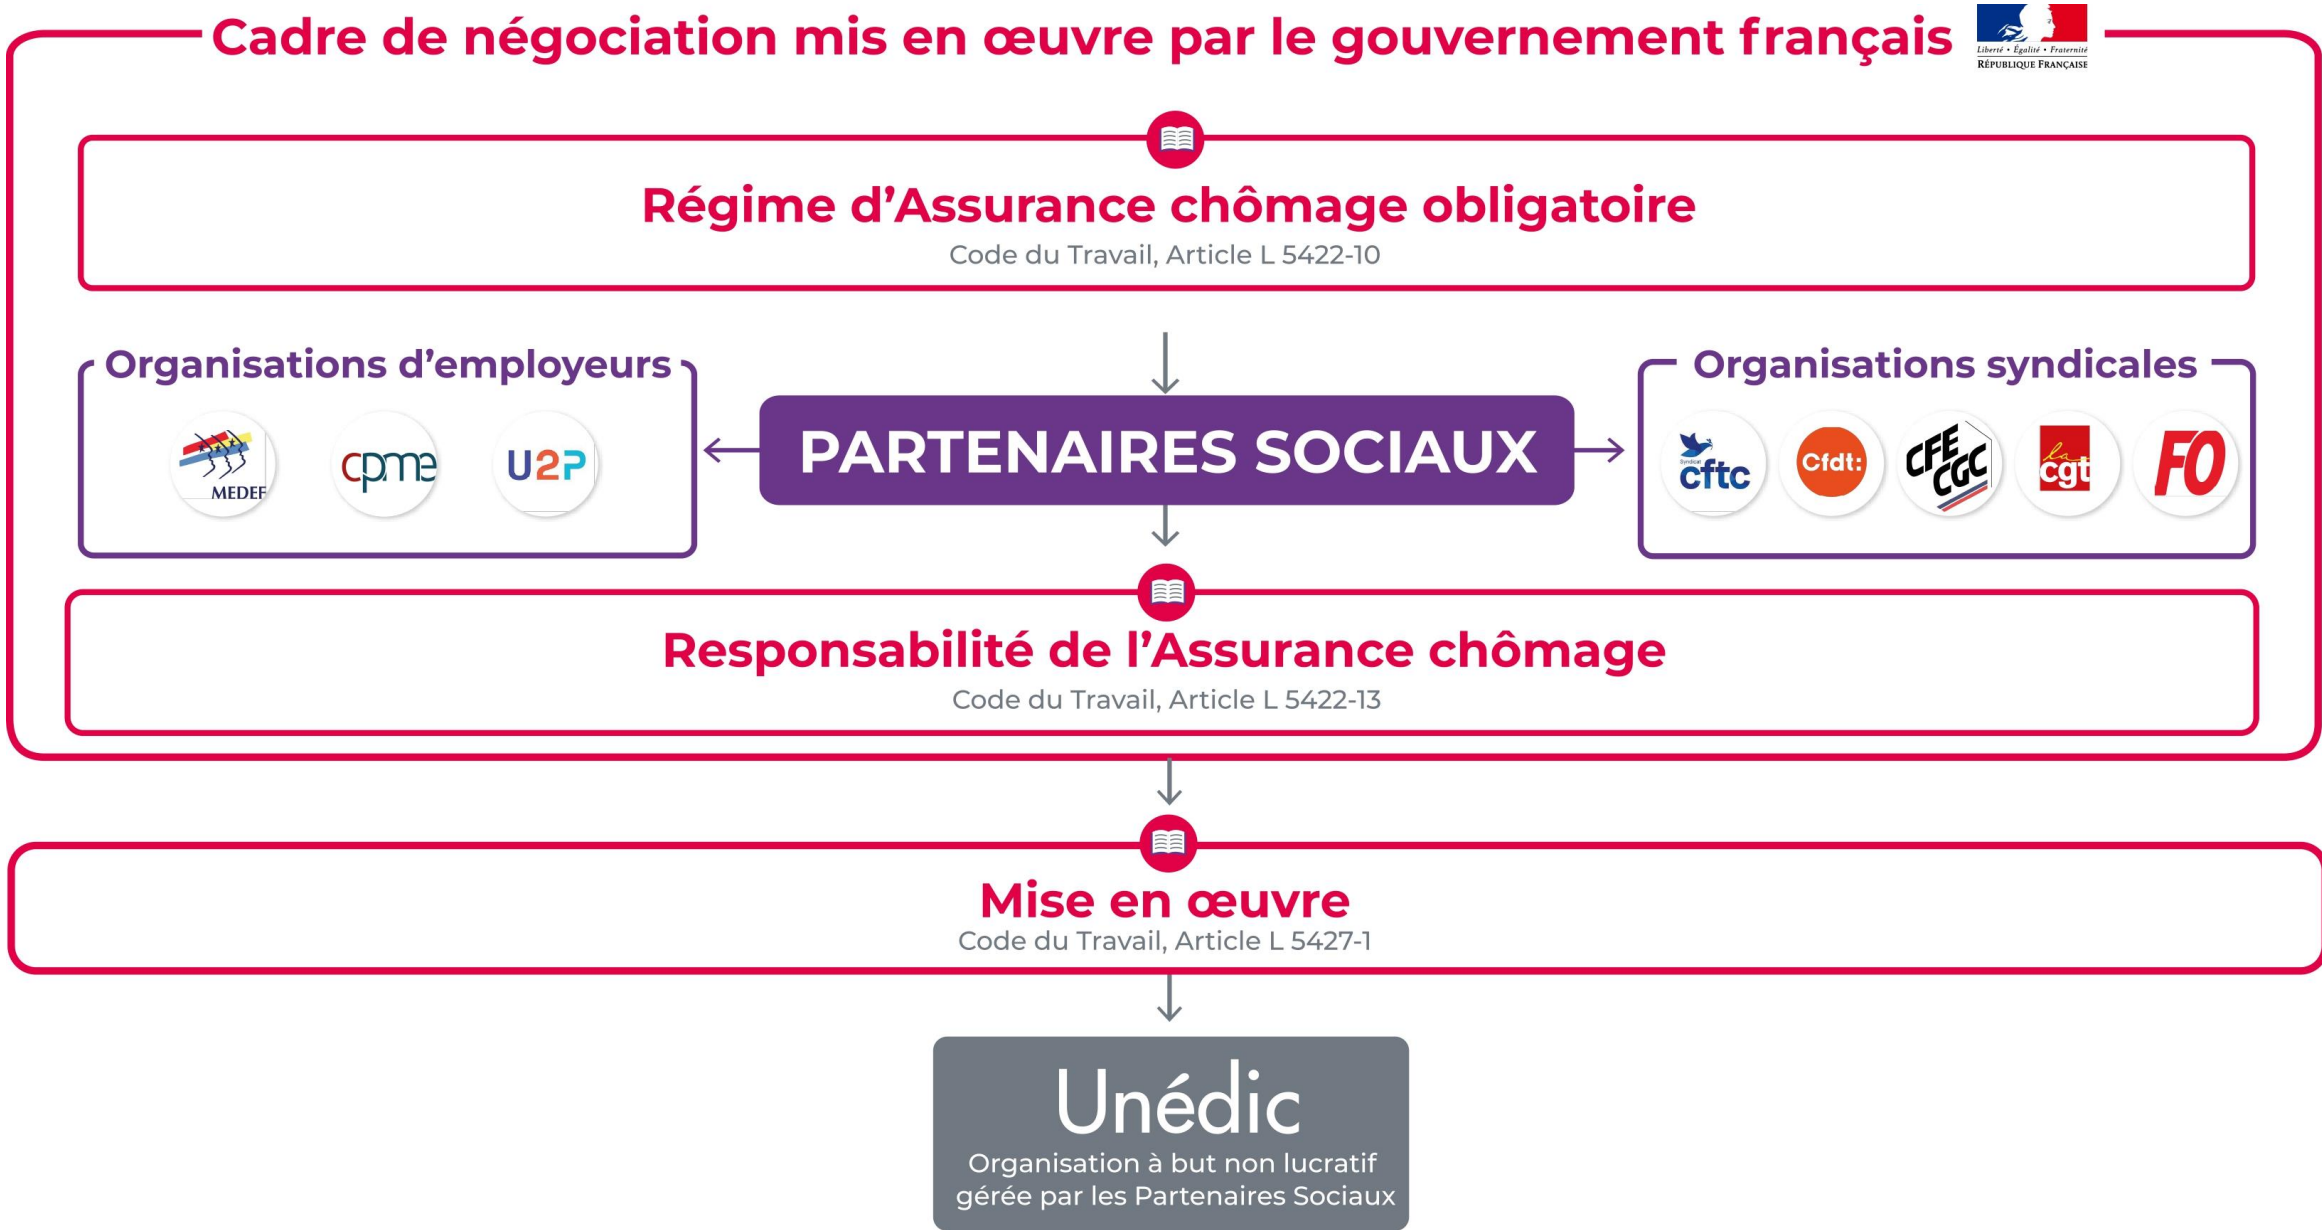 Cadre de négociation mis en œuvre par le gouvernement français
Liberté • Égalité • Fraternité
RÉPUBLIQUE FRANÇAISE
Régime d’Assurance chômage obligatoire
Code du Travail, Article L 5422-10
Organisations d’employeurs
MEDEF
cpme
U2P
PARTENAIRES SOCIAUX
Organisations syndicales
Syndicat
cftc
Cfdt:
CFE
CGC
la
cgt
FO
Responsabilité de l’Assurance chômage
Code du Travail, Article L 5422-13
Mise en œuvre
Code du Travail, Article L 5427-1
Unédic
Organisation à but non lucratif
gérée par les Partenaires Sociaux